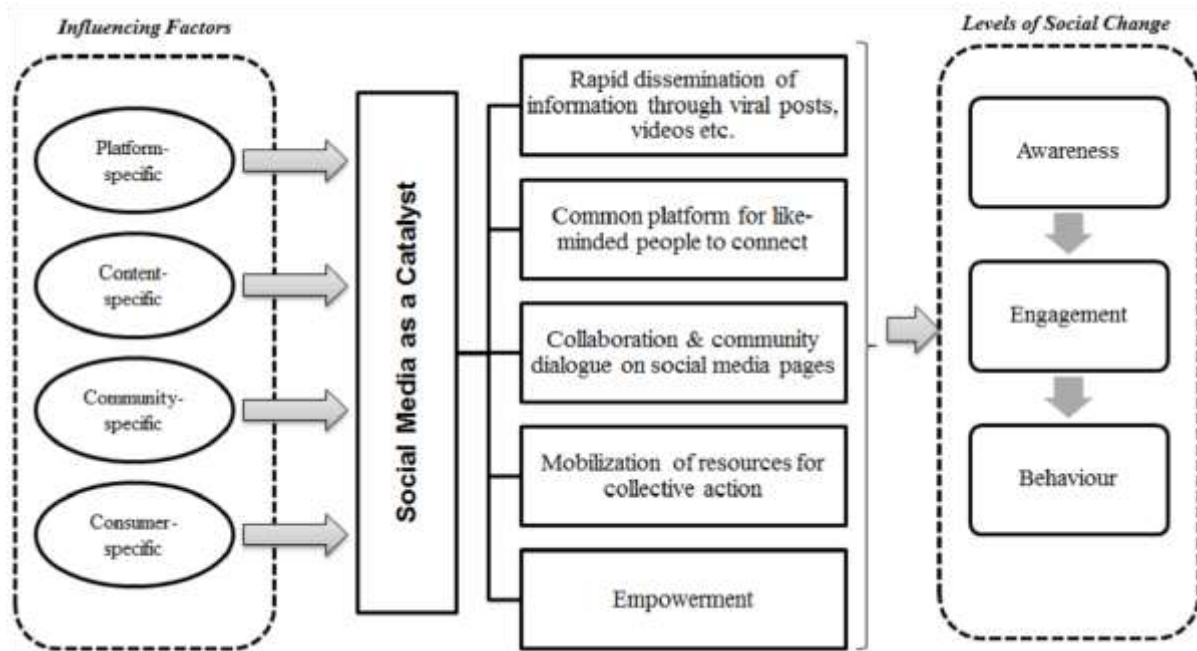 Influencing Factors
Platform-
specific
Content-
specific
Community-
specific
Consumer-
specific
Social Media as a Catalyst
Rapid dissemination of
information through viral posts,
videos etc.
Common platform for like-
minded people to connect
Collaboration & community
dialogue on social media pages
Mobilization of resources for
collective action
Empowerment
Levels of Social Change
Awareness
Engagement
Behaviour